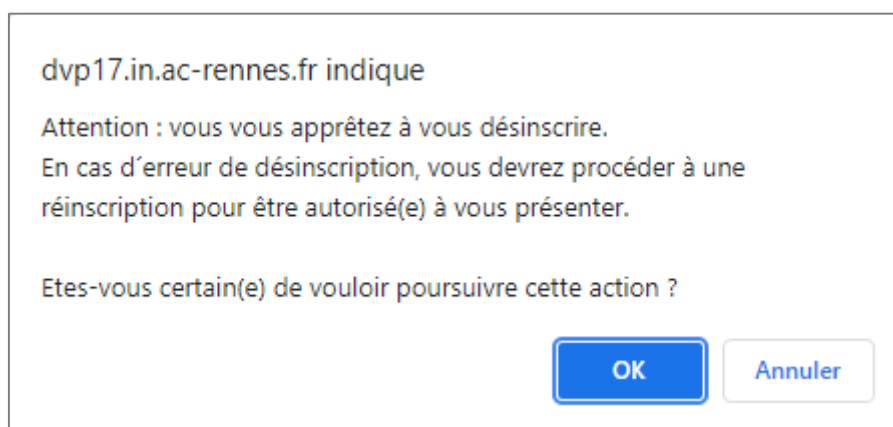 dvp17.in.ac-rennes.fr indique
Attention : vous vous apprêtez à vous désinscrire.
En cas d´erreur de désinscription, vous devrez procéder à une
réinscription pour être autorisé(e) à vous présenter.
Etes-vous certain(e) de vouloir poursuivre cette action ?
OK
Annuler